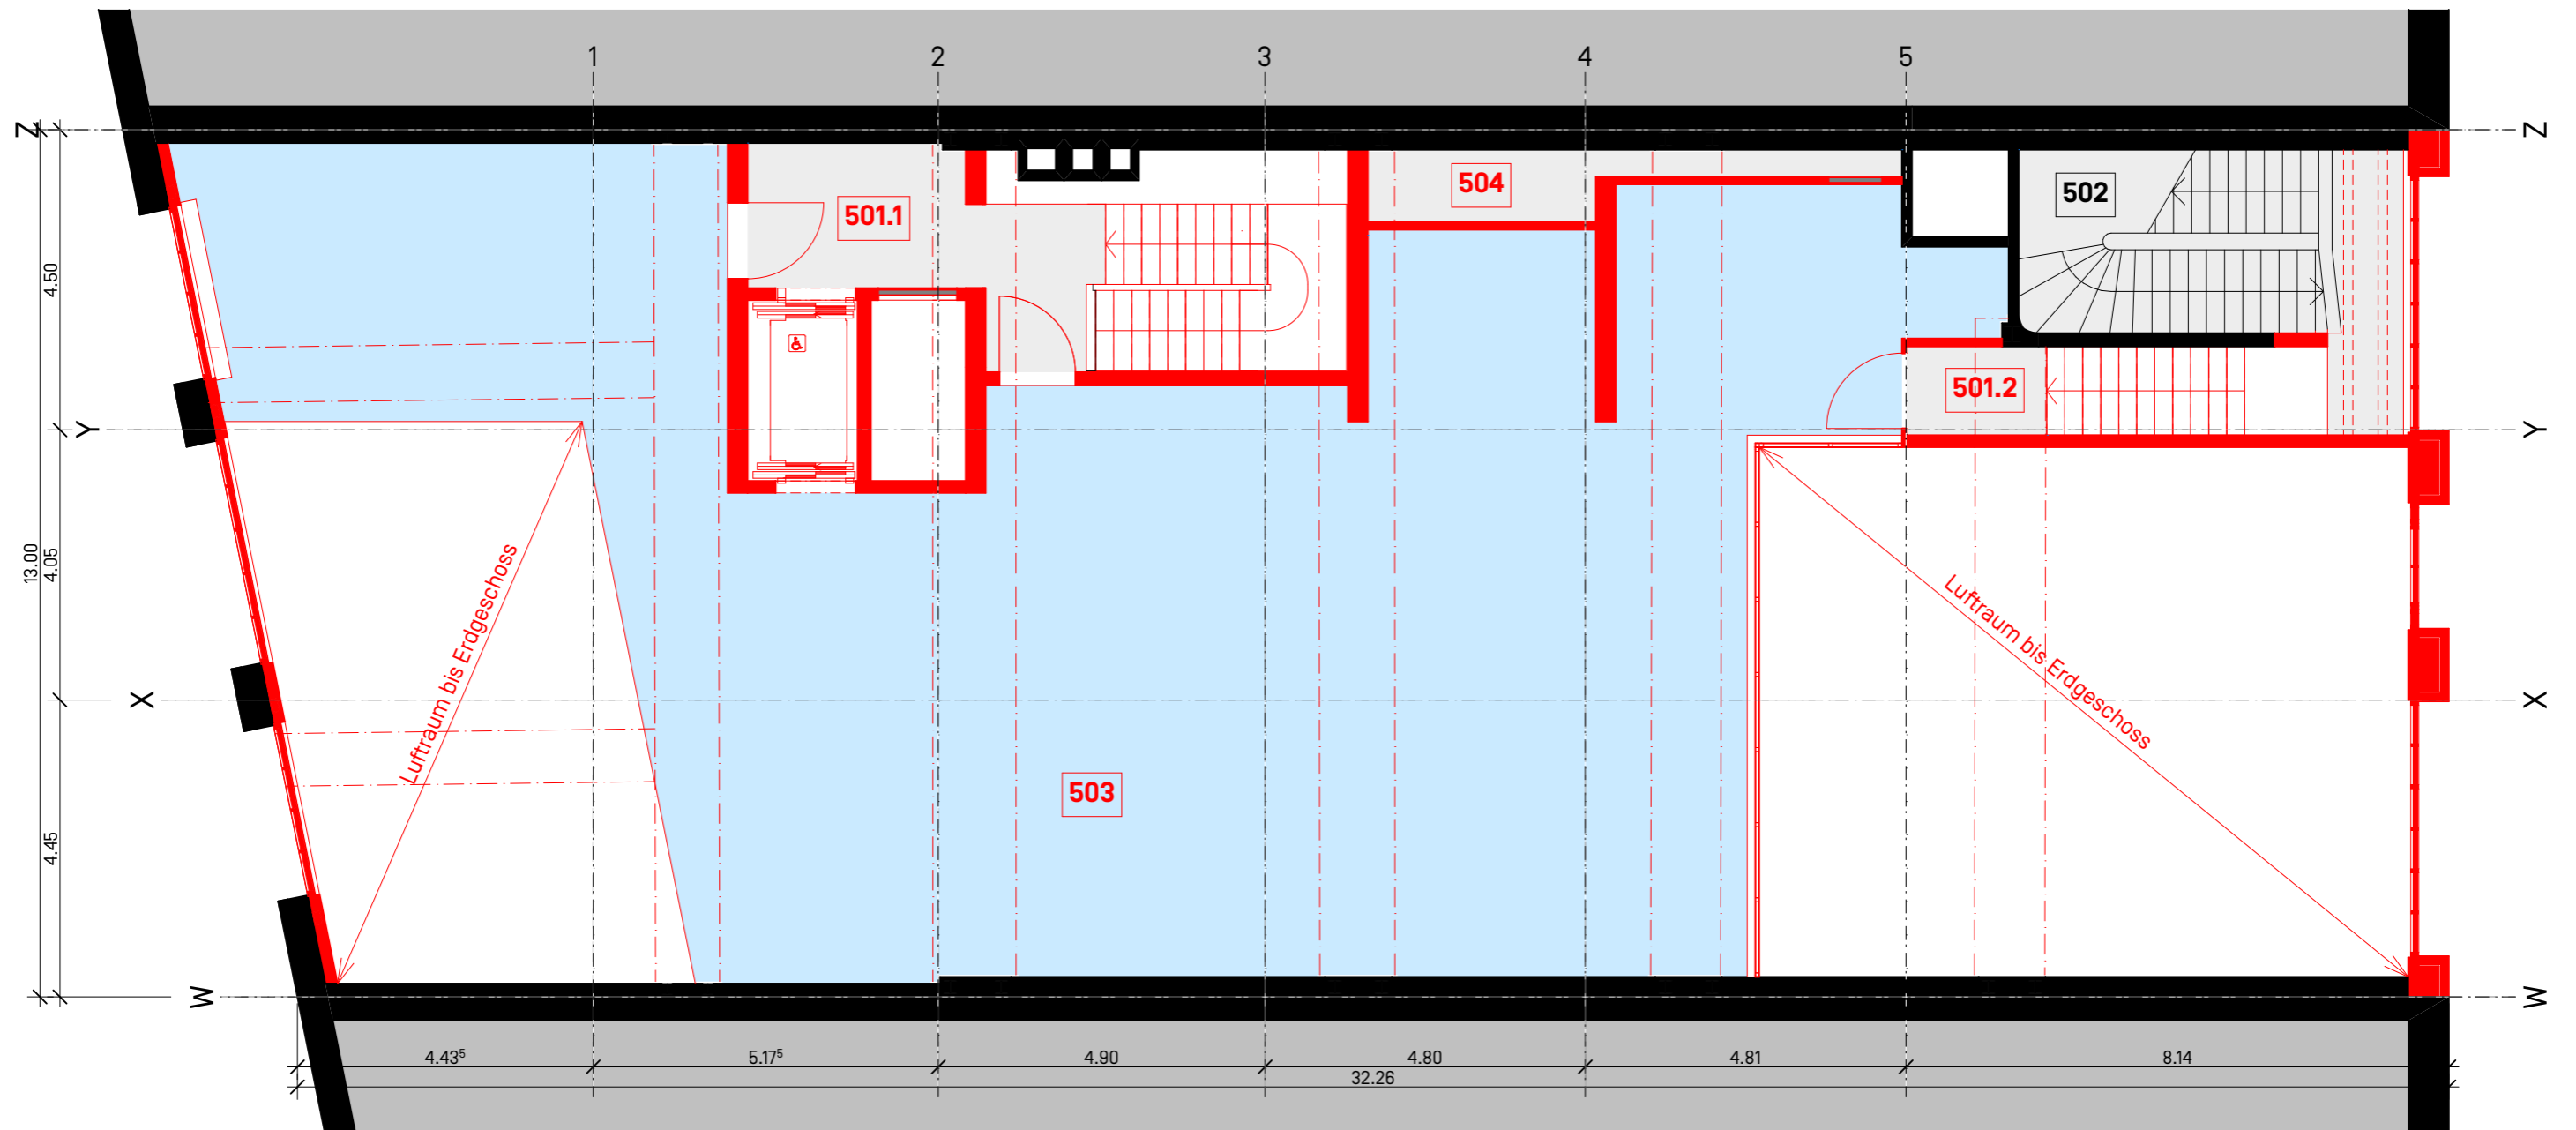 1
2
3
4
5
Z
Z
504
502
501.1
4.50
501.2
Y
Y
13.00
4.05
Luftraum bis Erdgeschoss
Luftraum bis Erdgeschoss
X
X
503
4.45
W
W
4.43⁵
5.17⁵
4.90
4.80
4.81
8.14
32.26